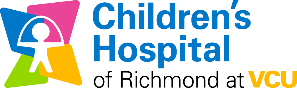 Children's
Hospital
of Richmond at VCU